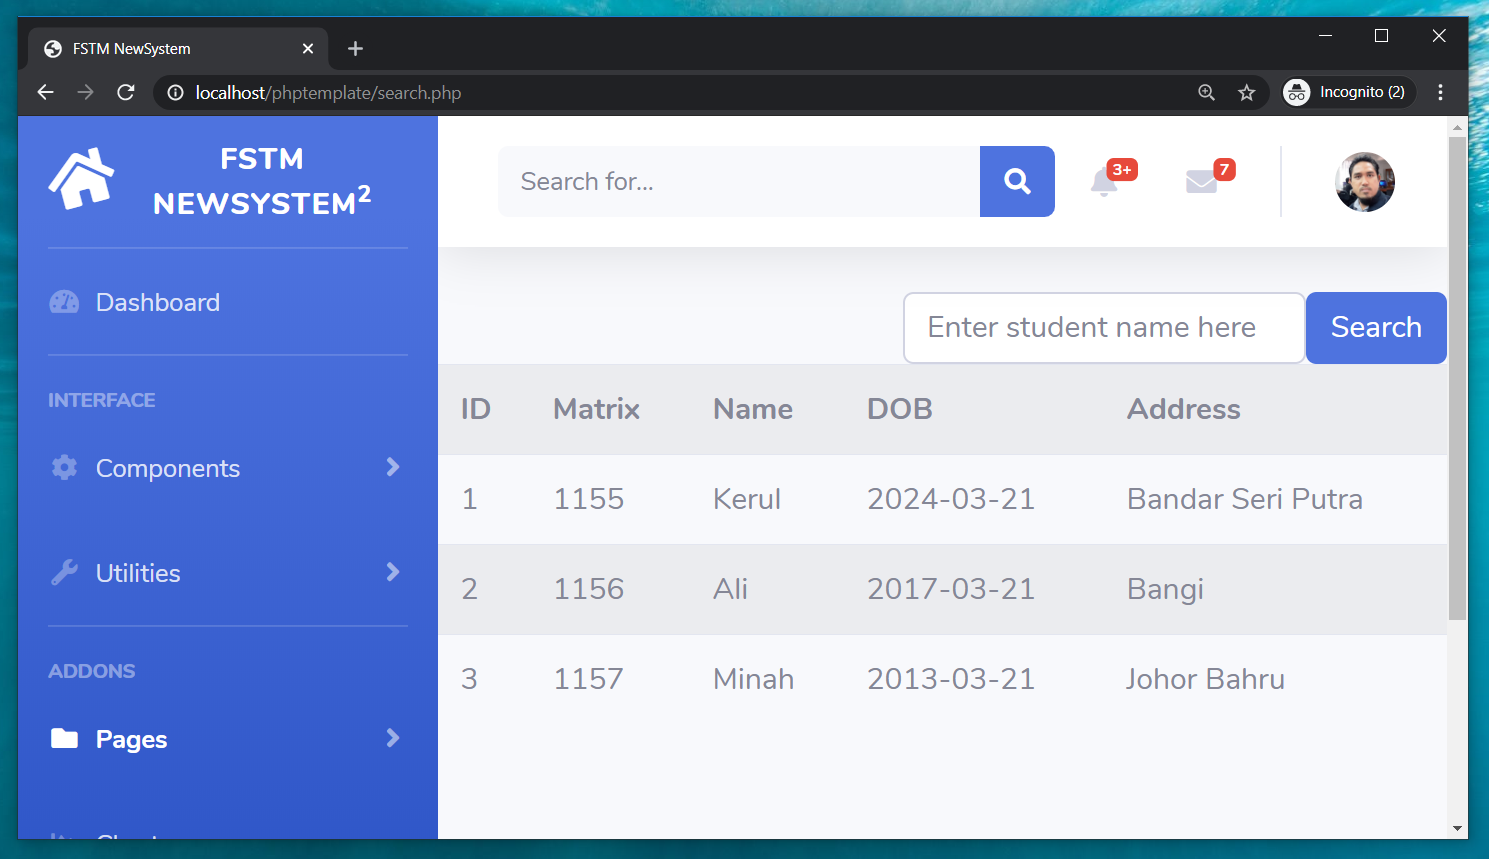 FSTM NewSystem
localhost/phptemplate/search.php
Incognito (2)
FSTM
NEWSYSTEM2
Search for...
3+
7
Dashboard
INTERFACE
Components
Utilities
ADDONS
Pages
Enter student name here
Search
ID Matrix Name DOB Address
1 1155 Kerul 2024-03-21 Bandar Seri Putra
2 1156 Ali 2017-03-21 Bangi
3 1157 Minah 2013-03-21 Johor Bahru